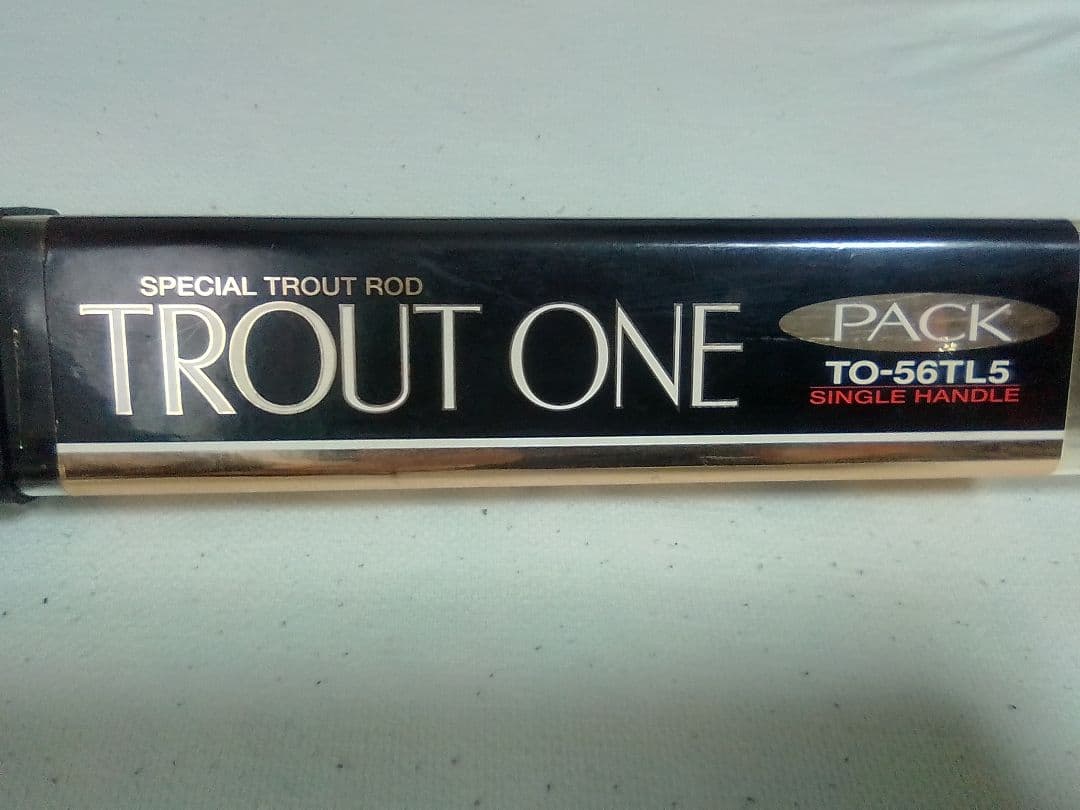 SPECIAL TROUT ROD
TROUT ONE
PACK
TO-56TL5
SINGLE HANDLE